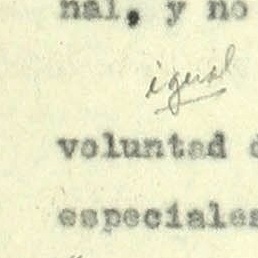 nal, y no
igual
voluntad d
especiales